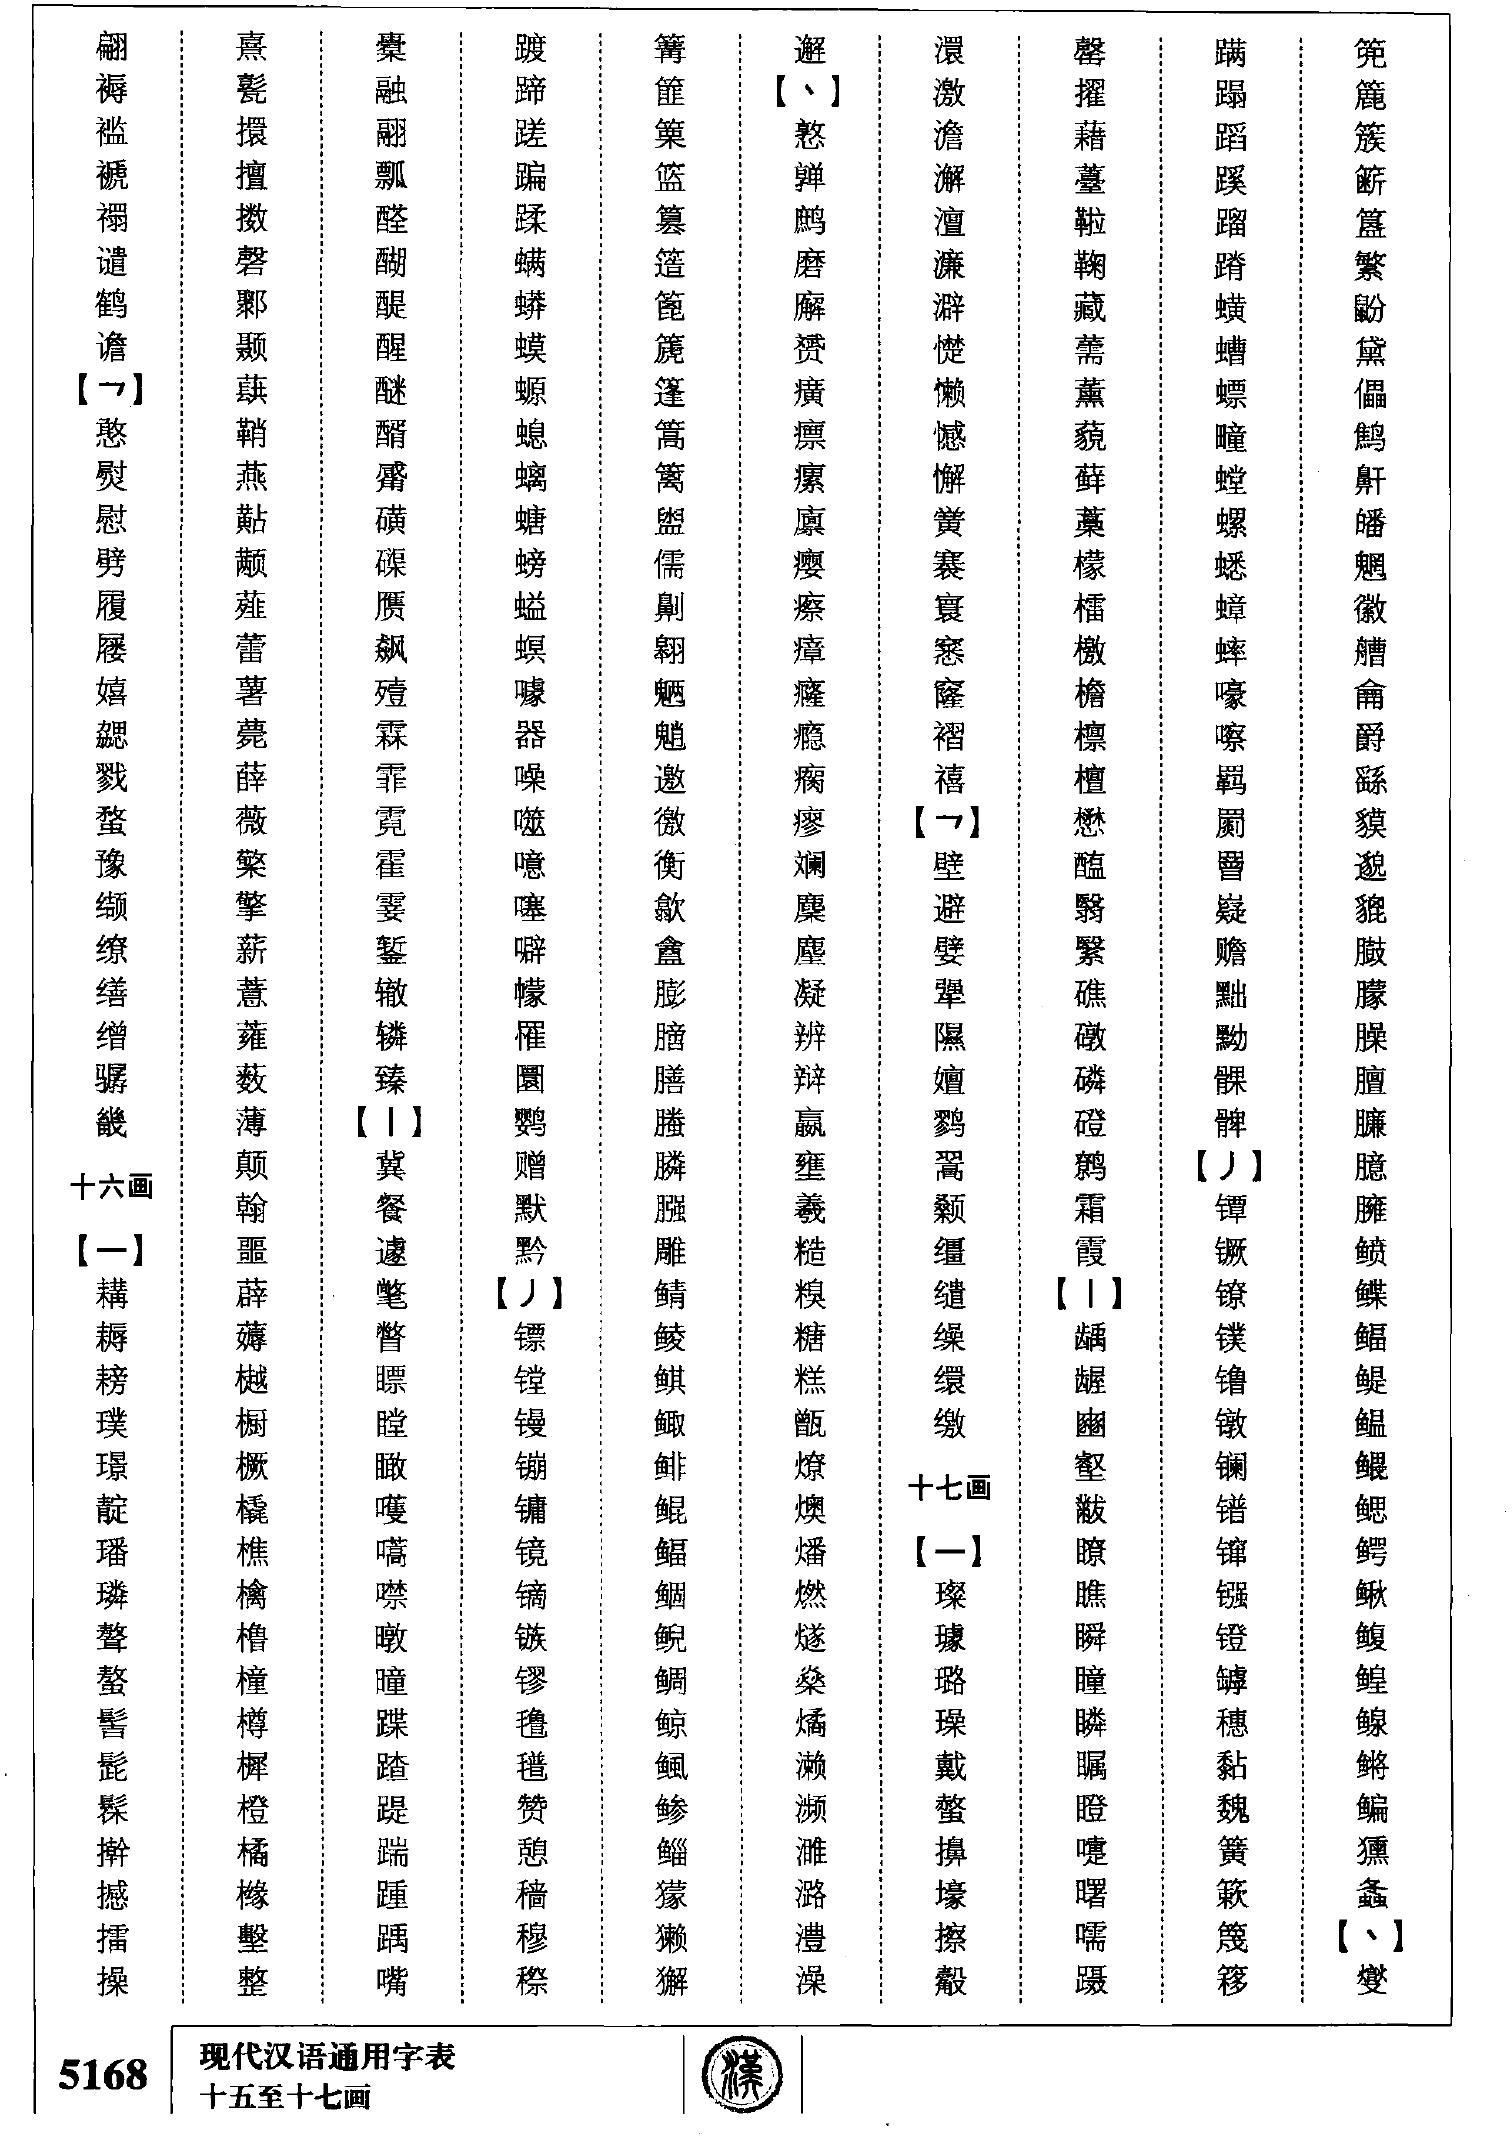 翩褥褴褫禤谴鹤谵
【乛】
憨熨慰劈履屦嬉勰戮蝥豫缬缭缮缯骣畿
十六画
【一】
耩耨耪璞璟靛璠璘聱螯髻髭髹擀撼擂操
熹甏擐擅擞磬鄹颞蕻鞘燕黇颟薤蕾薯薨薛薇檠擎薪薏蕹薮薄颠翰噩薜薅樾橱橛橇樵檎橹橦樽樨橙橘橼墼整
橐融翮瓢醛醐醍醒醚醑觱磺磲赝飙殪霖霏霓霍霎錾辙辚臻
【丨】
冀餐遽氅瞥瞟瞠瞰嚄嚆噤暾曈蹀蹅踶踹踵踽嘴
踱蹄蹉蹁蹂螨蟒蟆螈螅螭螗螃螠螟噱器噪噬噫噻噼幪罹圜鹦赠默黔
【丿】
镖镗镘镚镛镜镝镞镠氇氆赞憩穑穆穄
篝篚篥篮篡簉篦篪篷篙篱盥儒劓翱魉魈邀徼衡歙盦膨膪膳螣膦膙雕鲭鲮鲯鲰鲱鲲鲳鲴鲵鲷鲸鲺鲹鲻獴獭獬
邂
【丶】
憝亸鹧磨廨赟癀瘭瘰廪瘿瘵瘴癃瘾瘸瘳斓麇麈凝辨辩嬴壅羲糙糗糖糕甑燎燠燔燃燧燊燏濑濒濉潞澧澡
澴激澹澥澶濂澼憷懒憾懈黉褰寰窸窿褶禧
【乛】
壁避嬖犟隰嬗鹨翯颡缰缱缲缳缴
十七画
【一】
璨璩璐璪戴螫擤壕擦觳
罄擢藉薹鞡鞠藏薷薰藐藓藁檬檑檄檐檩檀懋醢翳繄礁礅磷磴鹩霜霞
【丨】
龋龌豳壑黻瞭瞧瞬瞳瞵瞩瞪嚏曙嚅蹑
蹒蹋蹈蹊蹓蹐蟥螬螵疃螳螺蟋蟑蟀嚎嚓羁罽罾嶷赡黜黝髁髀
【丿】
镡镢镣镤镥镦镧镨镩镪镫罅穗黏魏簧簌篾簃
篼簏簇簖簋繁鼢黛儡鹪鼾皤魍徽艚龠爵繇貘邈貔臌朦臊膻臁臆臃鲼鲽鲾鳀鳁鳂鳃鳄鳅鳆鳇鳈鳉鳊獯螽
【丶】
燮
5168
现代汉语通用字表
十五至十七画
漢